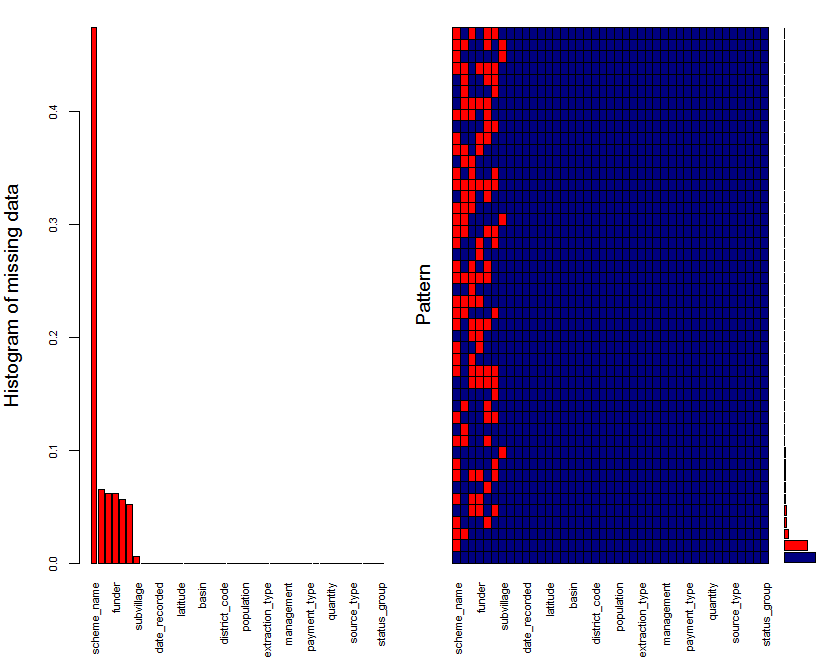 Histogram of missing data
0.0
0.1
0.2
0.3
0.4
scheme_name
funder
subvillage
date_recorded
latitude
basin
district_code
population
extraction_type
management
payment_type
quantity
source_type
status_group
Pattern
scheme_name
funder
subvillage
date_recorded
latitude
basin
district_code
population
extraction_type
management
payment_type
quantity
source_type
status_group